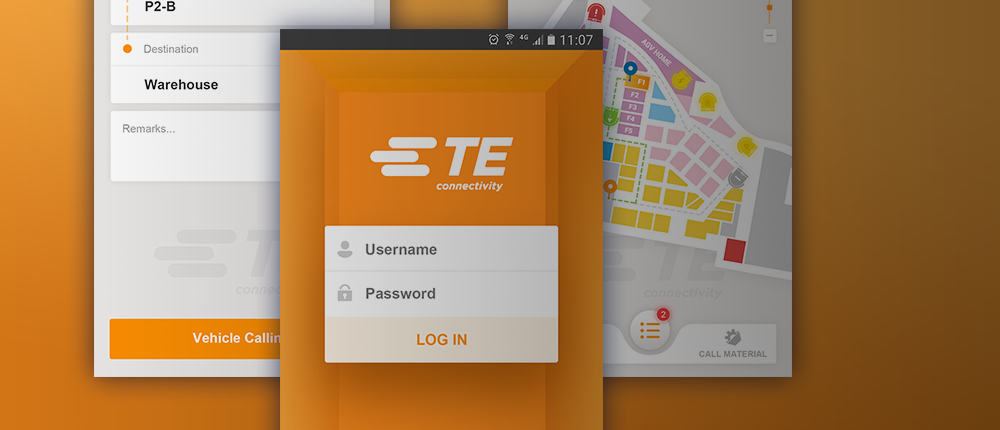 P2-B
Destination
Warehouse
Remarks...
TE
connec
Vehicle Callin
4G
11:07
TE
connectivity
Username
Password
LOG IN
AGV HOME
F1
F2
F3
F4
F5
TE
connectivity
2
CALL MATERIAL